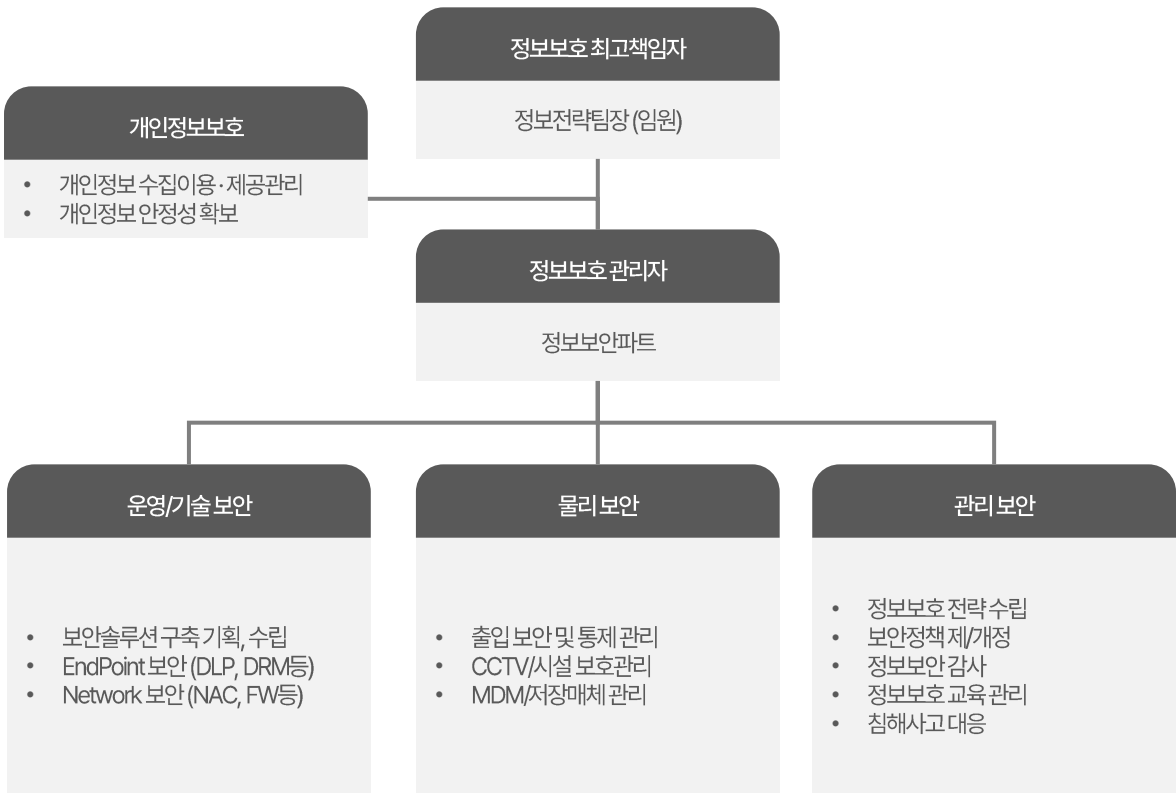 정보보호 최고책임자
정보전략팀장 (임원)
개인정보보호
• 개인정보 수집이용·제공관리
• 개인정보 안정성 확보
정보보호 관리자
정보보안파트
운영/기술 보안
• 보안솔루션 구축 기획, 수립
• EndPoint 보안 (DLP, DRM등)
• Network 보안 (NAC, FW등)
물리 보안
• 출입 보안 및 통제 관리
• CCTV/시설 보호관리
• MDM/저장매체 관리
관리 보안
• 정보보호 전략 수립
• 보안정책 제/개정
• 정보보안 감사
• 정보보호 교육 관리
• 침해사고 대응